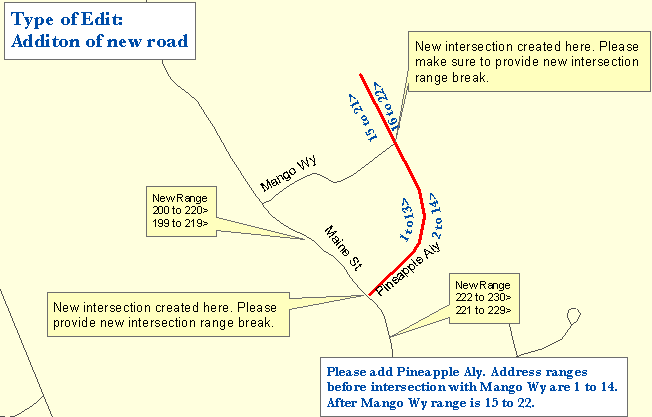 Type of Edit:
Additon of new road
New intersection created here. Please
make sure to provide new intersection
range break.
15 to 21>
16 to 22>
Mango Wy
New Range
200 to 220>
199 to 219>
Maine St
1 to 13>
2 to 14>
Pineapple Aly
New Range
222 to 230>
221 to 229>
New intersection created here. Please
provide new intersection range break.
Please add Pineapple Aly. Address ranges
before intersection with Mango Wy are 1 to 14.
After Mango Wy range is 15 to 22.